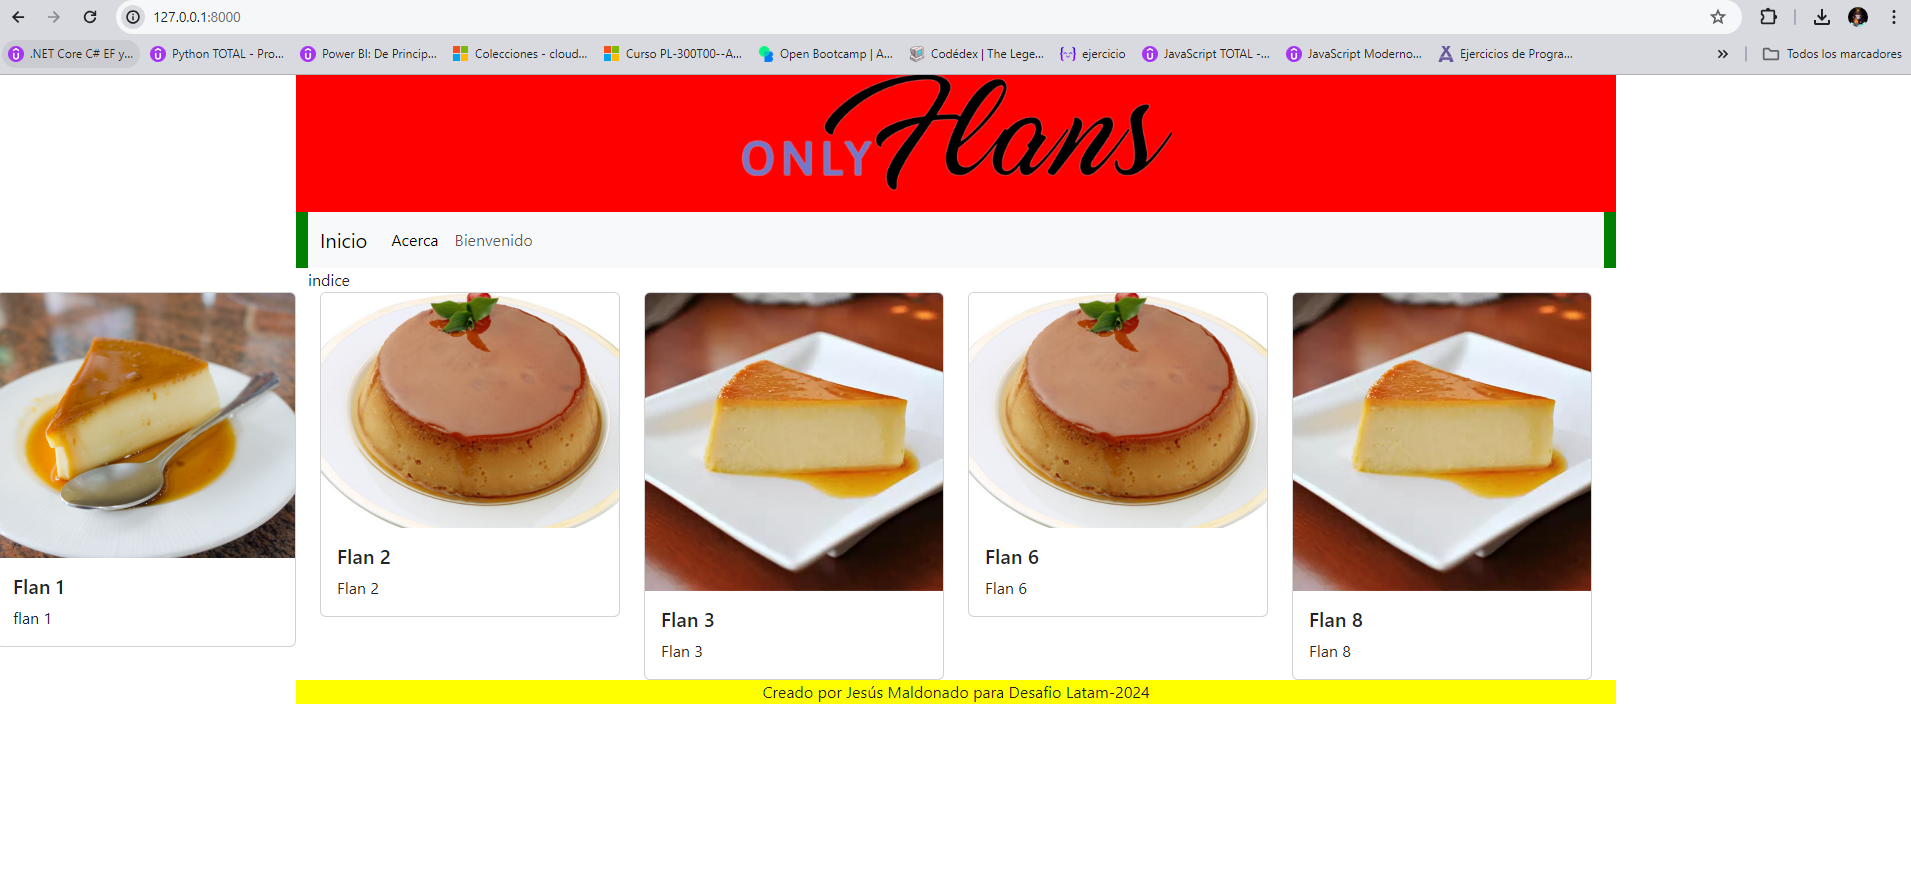 127.0.0.1:8000
.NET Core C# EF y...
Python TOTAL - Pro...
Power BI: De Princip...
Colecciones - cloud...
Curso PL-300T00--A...
Open Bootcamp | A...
Codédex | The Lege...
ejercicio
JavaScript TOTAL -...
JavaScript Moderno...
Ejercicios de Progra...
Todos los marcadores
ONLY Flans
Inicio
Acerca
Bienvenido
indice
Flan 1
flan 1
Flan 2
Flan 2
Flan 3
Flan 3
Flan 6
Flan 6
Flan 8
Flan 8
Creado por Jesús Maldonado para Desafio Latam-2024